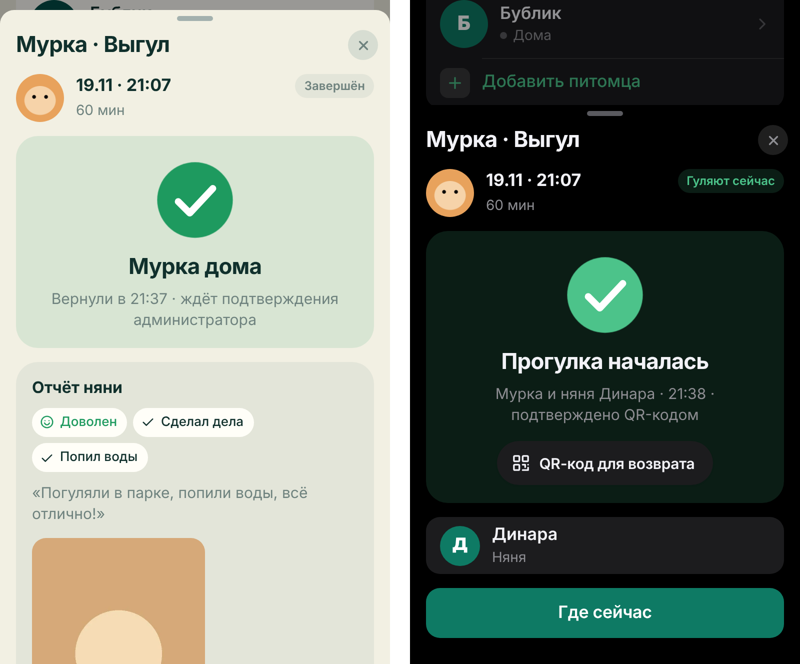 Мурка · Выгул
19.11 · 21:07
Завершён
60 мин
Мурка дома
Вернули в 21:37 · ждёт подтверждения
администратора
Отчёт няни
Доволен
Сделал дела
Попил воды
«Погуляли в парке, попили воды, всё
отлично!»
Б
Бублик
Дома
Добавить питомца
Мурка · Выгул
19.11 · 21:07
Гуляют сейчас
60 мин
Прогулка началась
Мурка и няня Динара · 21:38 ·
подтверждено QR-кодом
QR-код для возврата
Д
Динара
Няня
Где сейчас